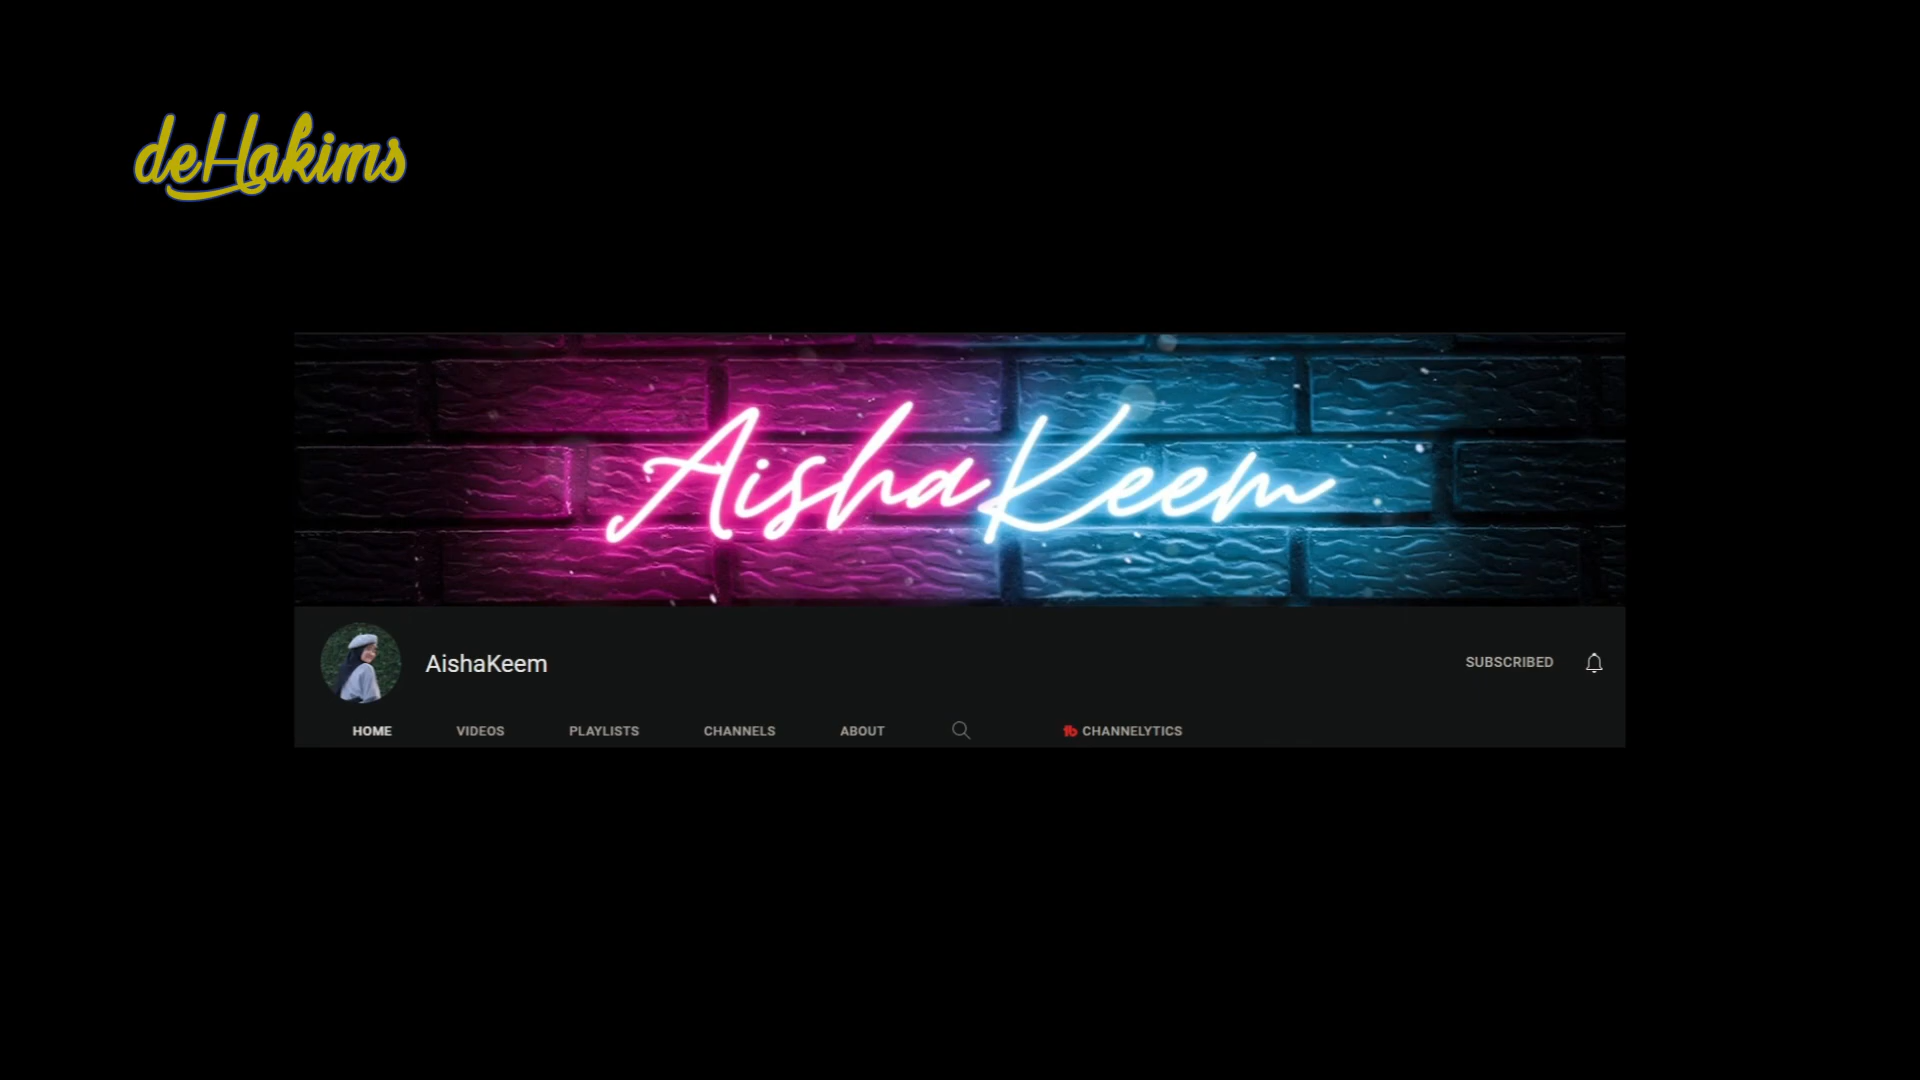 deHakims
AishaKeem
AishaKeem
SUBSCRIBED
HOME VIDEOS PLAYLISTS CHANNELS ABOUT CHANNELYTICS